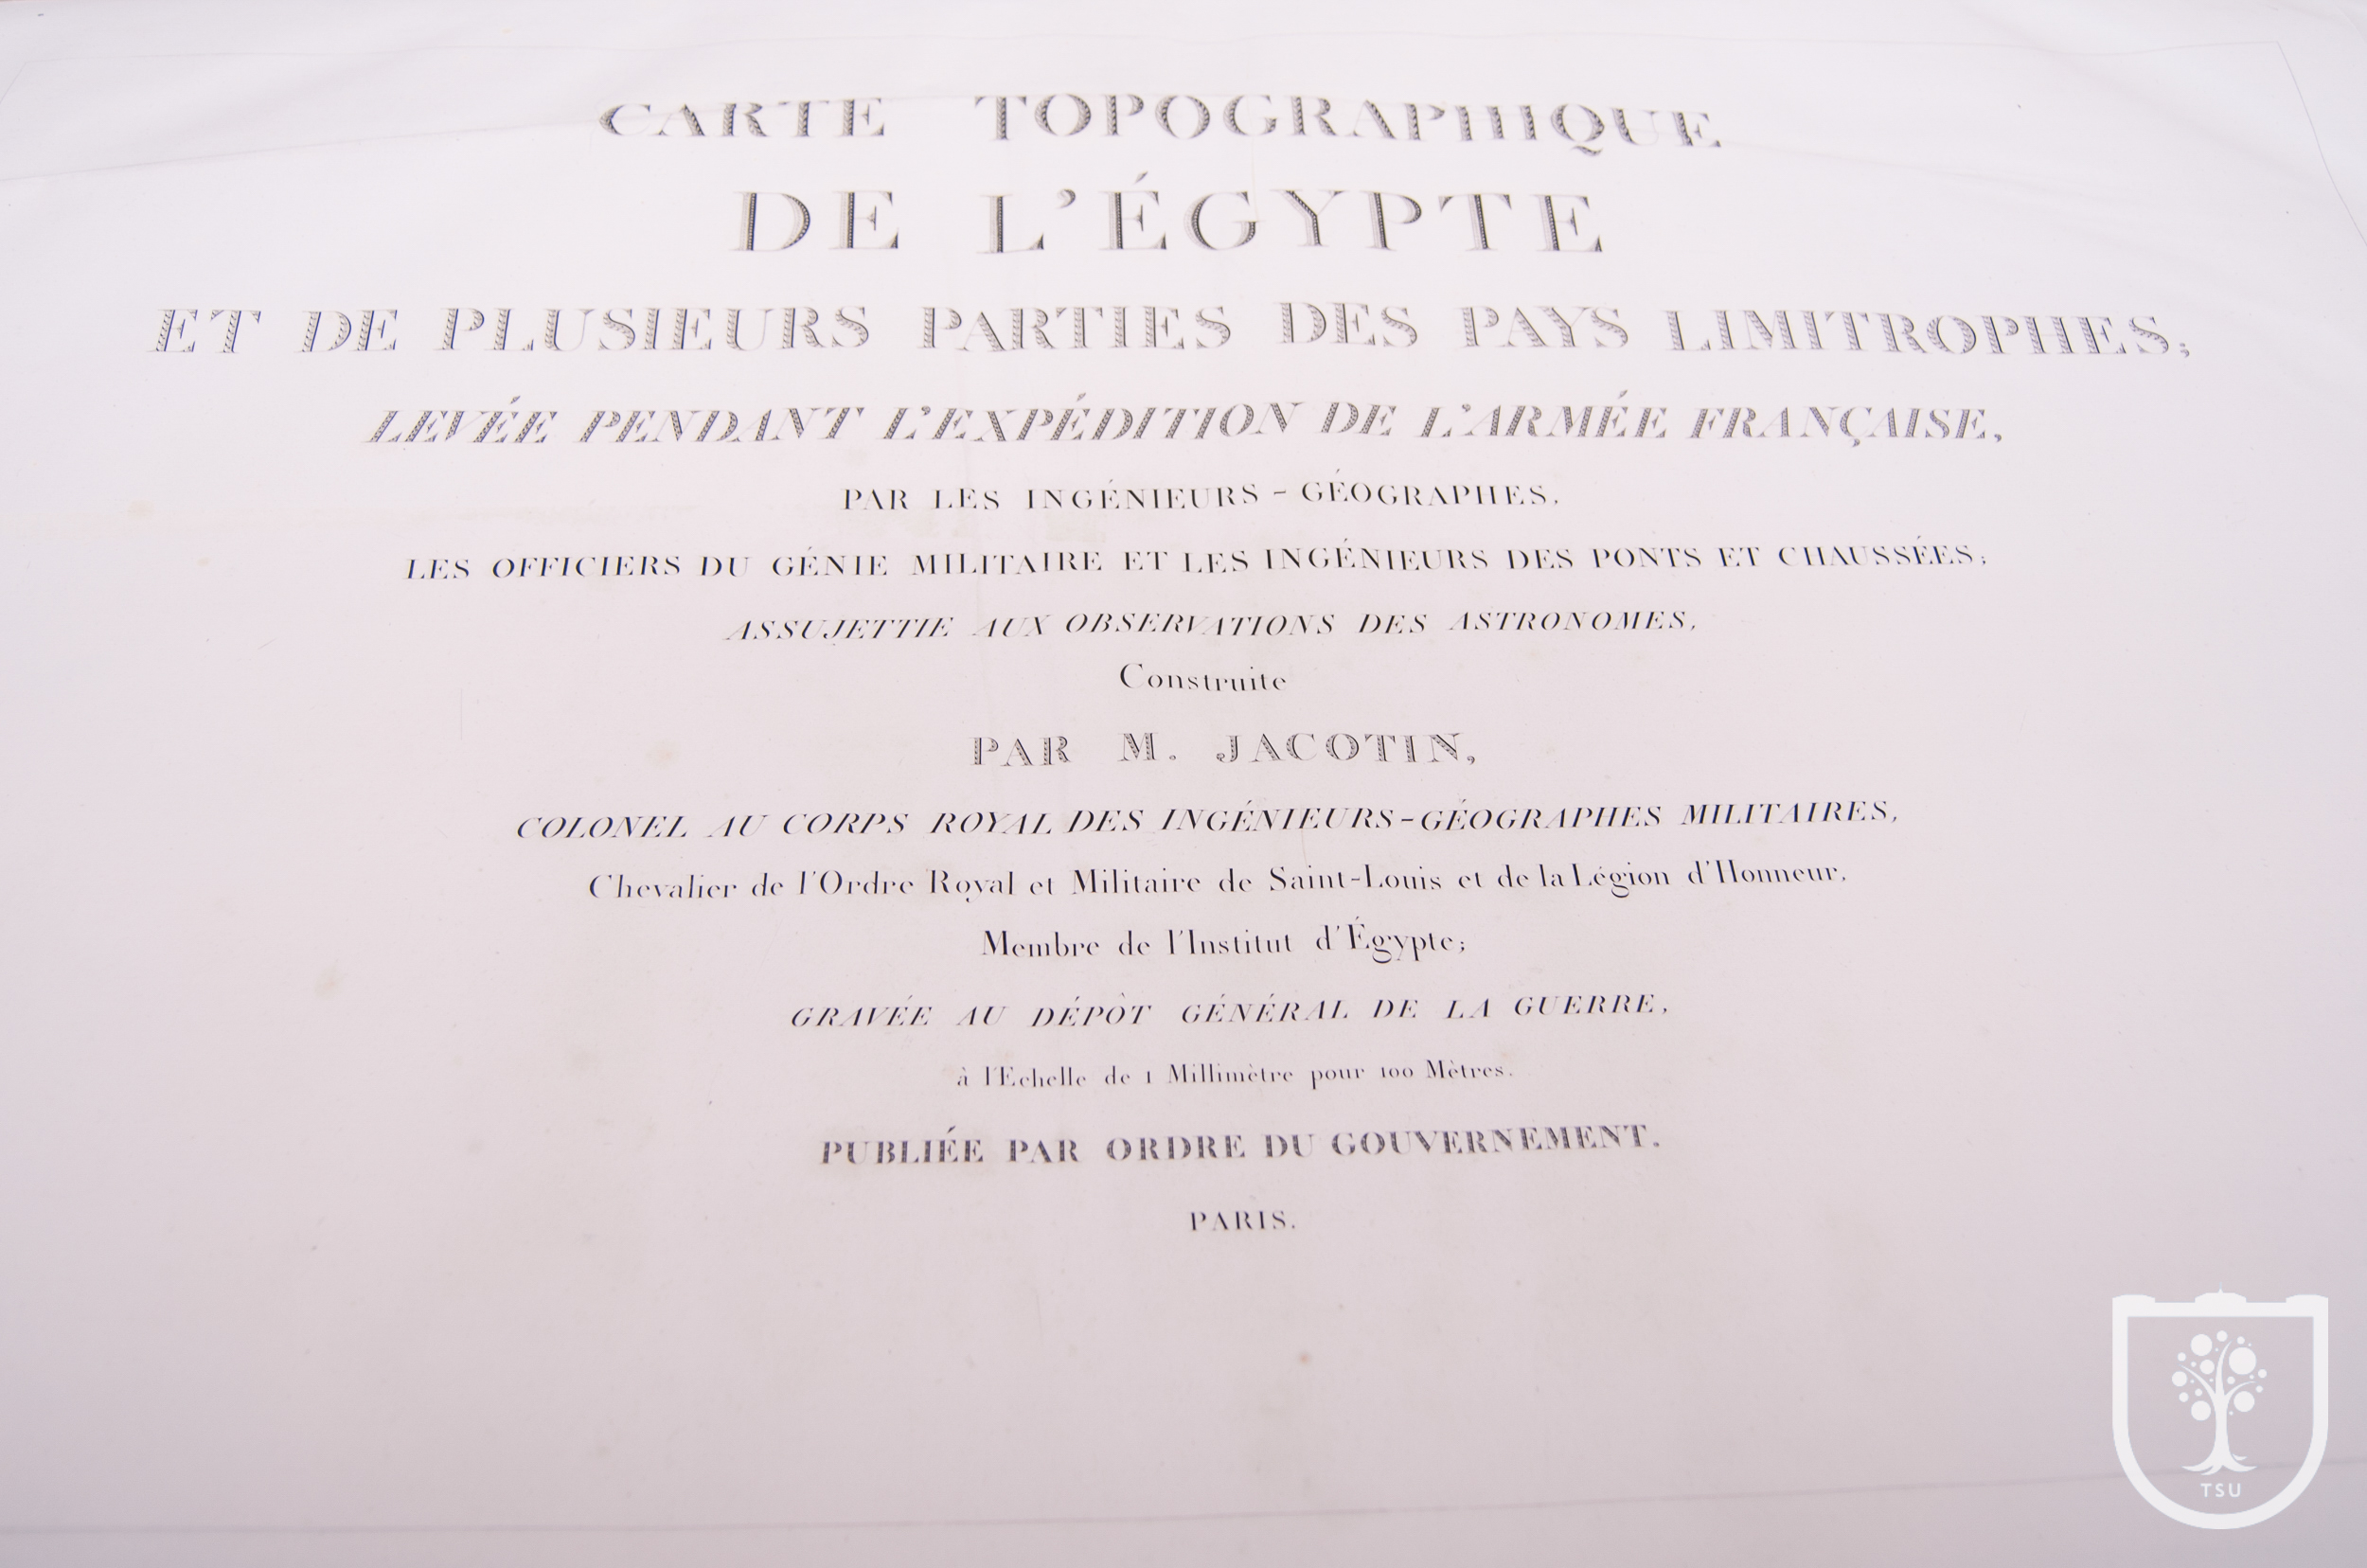 CARTE TOPOGRAPHIQUE
DE L'ÉGYPTE
ET DE PLUSIEURS PARTIES DES PAYS LIMITROPHES;
LEVÉE PENDANT L'EXPÉDITION DE L'ARMÉE FRANÇAISE,
PAR LES INGÉNIEURS-GÉOGRAPHES,
LES OFFICIERS DU GÉNIE MILITAIRE ET LES INGÉNIEURS DES PONTS ET CHAUSSÉES;
ASSUJETTIE AUX OBSERVATIONS DES ASTRONOMES,
Construite
PAR M. JACOTIN,
COLONEL AU CORPS ROYAL DES INGÉNIEURS-GÉOGRAPHES MILITAIRES,
Chevalier de l'Ordre Royal et Militaire de Saint-Louis et de la Légion d'Honneur,
Membre de l'Institut d'Égypte;
GRAVÉE AU DÉPÔT GÉNÉRAL DE LA GUERRE,
à l'Echelle de 1 Millimètre pour 100 Mètres.
PUBLIÉE PAR ORDRE DU GOUVERNEMENT.
PARIS.
TSU